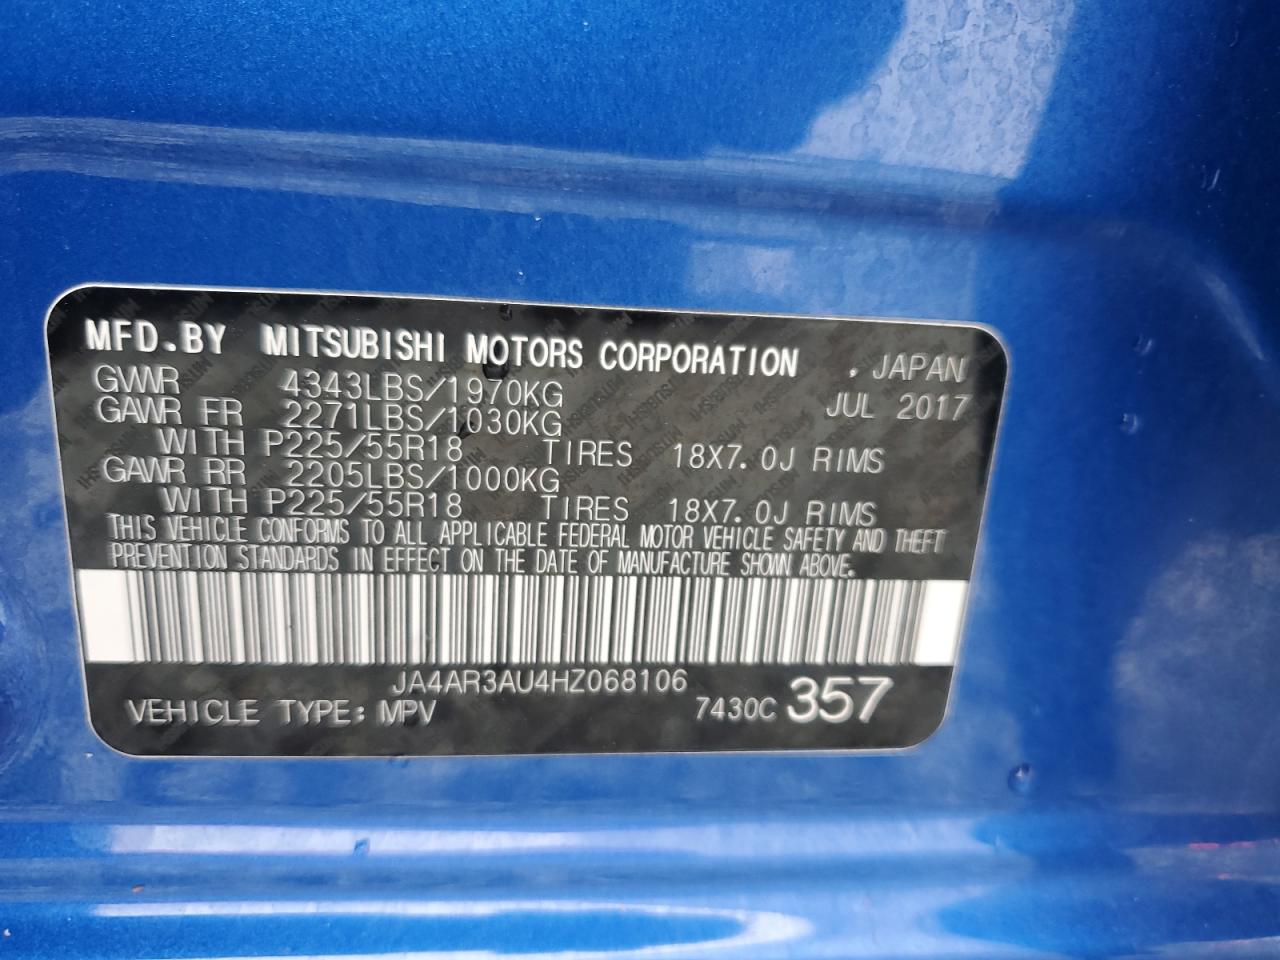 MFD.BY MITSUBISHI MOTORS CORPORATION . JAPAN
GVWR 4343LBS/1970KG JUL 2017
GAWR FR 2271LBS/1030KG
WITH P225/55R18 TIRES 18X7.0J RIMS
GAWR RR 2205LBS/1000KG
WITH P225/55R18 TIRES 18X7.0J RIMS
THIS VEHICLE CONFORMS TO ALL APPLICABLE FEDERAL MOTOR VEHICLE SAFETY AND THEFT
PREVENTION STANDARDS IN EFFECT ON THE DATE OF MANUFACTURE SHOWN ABOVE.
JA4AR3AU4HZ068106
VEHICLE TYPE: MPV 7430C 357